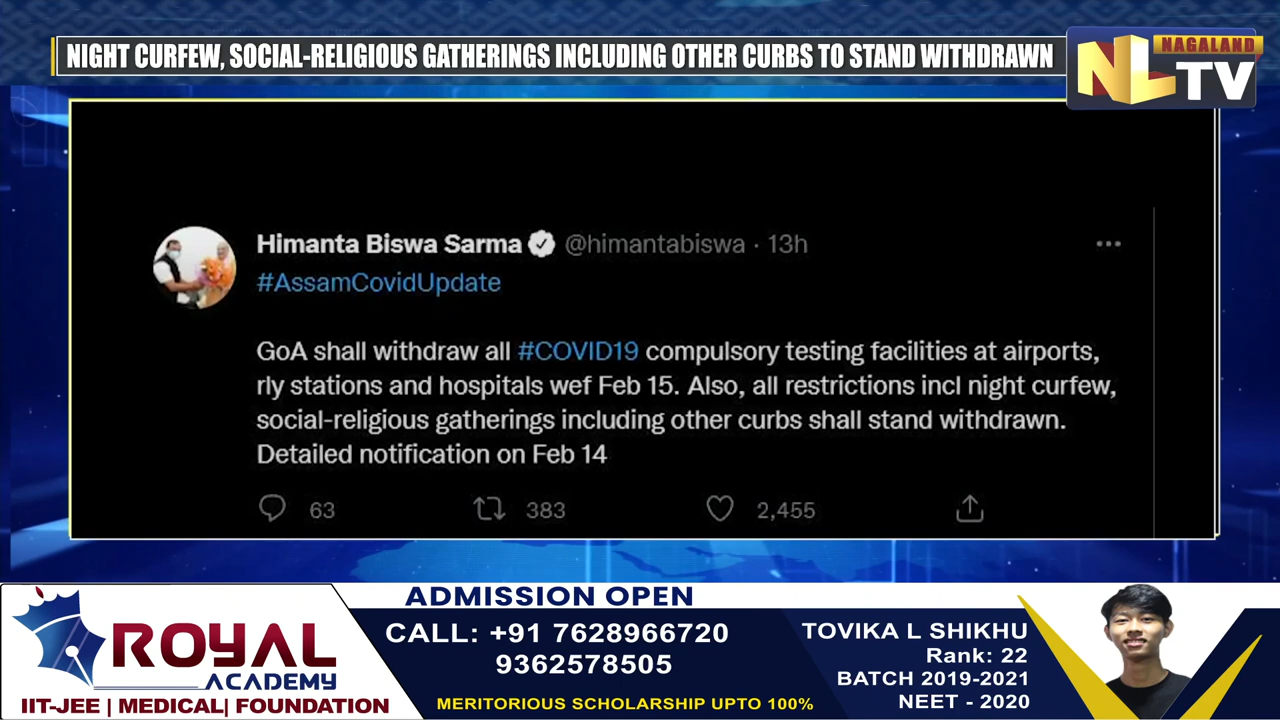 NIGHT CURFEW, SOCIAL-RELIGIOUS GATHERINGS INCLUDING OTHER CURBS TO STAND WITHDRAWN
NAGALAND
NLTV
Himanta Biswa Sarma @himantabiswa · 13h
#AssamCovidUpdate
GoA shall withdraw all #COVID19 compulsory testing facilities at airports,
rly stations and hospitals wef Feb 15. Also, all restrictions incl night curfew,
social-religious gatherings including other curbs shall stand withdrawn.
Detailed notification on Feb 14
63 383 2,455
ROYAL
ACADEMY
IIT-JEE | MEDICAL| FOUNDATION
ADMISSION OPEN
CALL: +91 7628966720
9362578505
MERITORIOUS SCHOLARSHIP UPTO 100%
TOVIKA L SHIKHU
Rank: 22
BATCH 2019-2021
NEET - 2020